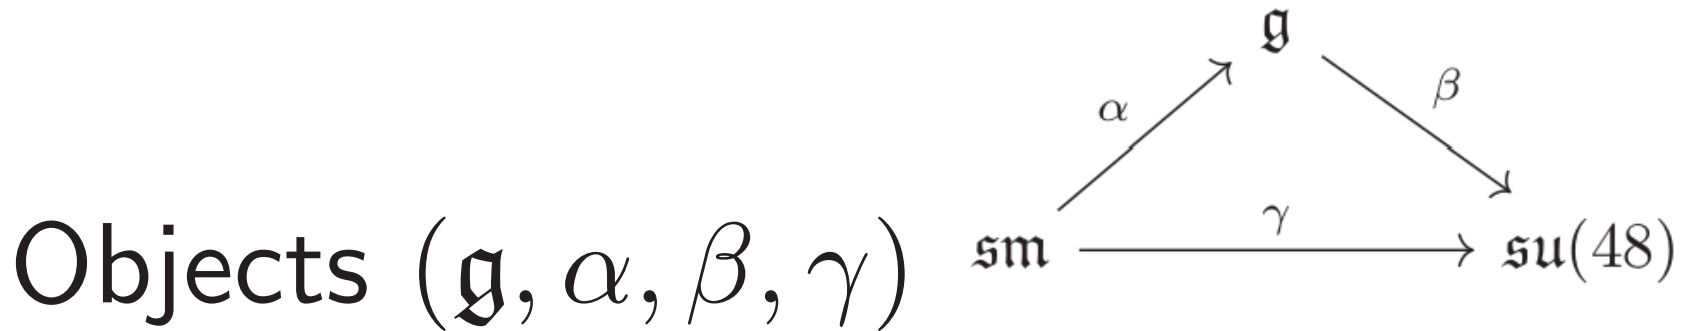 𝔤
α
β
γ
Objects (𝔤, α, β, γ)
𝔰𝔪
𝔰𝔲(48)